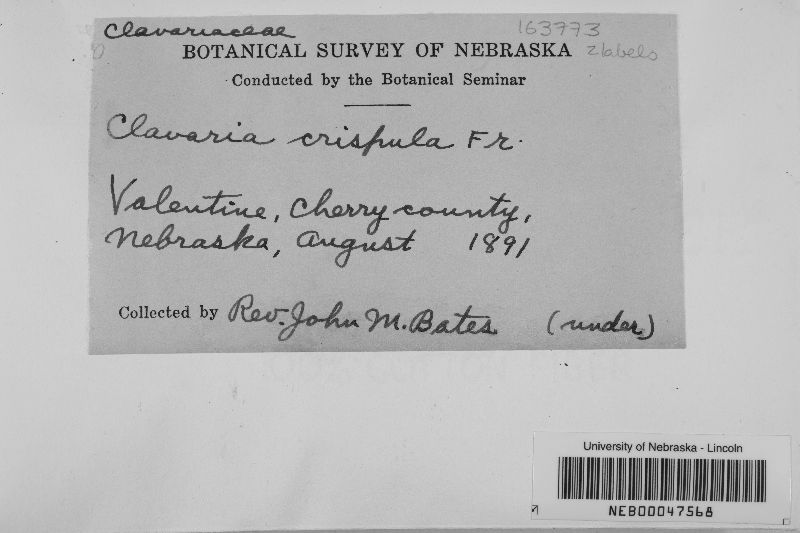 Clavariaceae 163773
BOTANICAL SURVEY OF NEBRASKA 2 labels
Conducted by the Botanical Seminar
Clavaria crispula Fr.
Valentine, Cherry county,
Nebraska, August 1891
Collected by Rev. John M. Bates (under)
University of Nebraska - Lincoln
NEB00047568